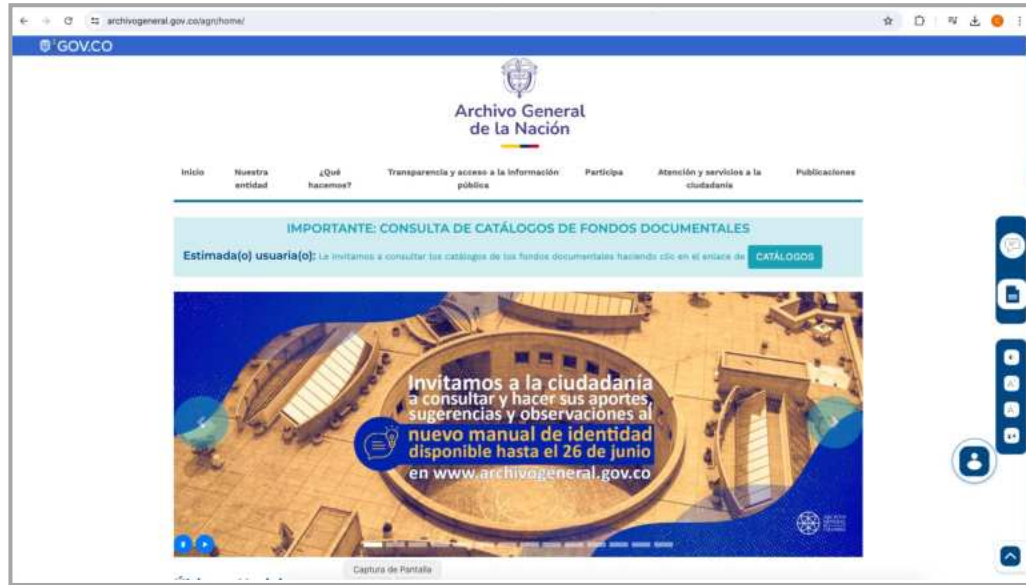 archivogeneral.gov.co/agn/home/
GOV.CO
Archivo General
de la Nación
Inicio
Nuestra
entidad
¿Qué
hacemos?
Transparencia y acceso a la información
pública
Participa
Atención y servicios a la
ciudadanía
Publicaciones
IMPORTANTE: CONSULTA DE CATÁLOGOS DE FONDOS DOCUMENTALES
Estimada(o) usuaria(o): Le invitamos a consultar los catálogos de los fondos documentales haciendo clic en el enlace de CATÁLOGOS
Invitamos a la ciudadanía
a consultar y hacer sus aportes,
sugerencias y observaciones al
nuevo manual de identidad
disponible hasta el 26 de junio
en www.archivogeneral.gov.co
Captura de Pantalla